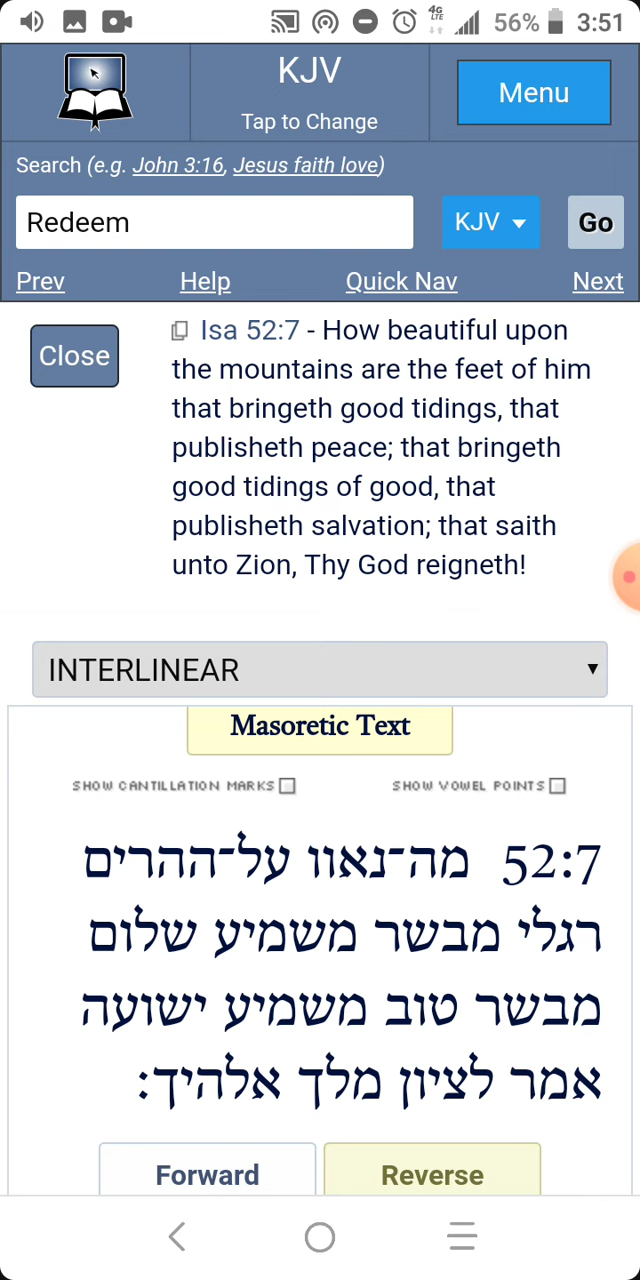 4G
LTE
56%
3:51
KJV
Tap to Change
Menu
Search (e.g. John 3:16, Jesus faith love)
Redeem
KJV
Go
Prev
Help
Quick Nav
Next
Close
Isa 52:7 - How beautiful upon
the mountains are the feet of him
that bringeth good tidings, that
publisheth peace; that bringeth
good tidings of good, that
publisheth salvation; that saith
unto Zion, Thy God reigneth!
INTERLINEAR
Masoretic Text
SHOW CANTILLATION MARKS
SHOW VOWEL POINTS
52:7 מה־נאוו על־ההרים
רגלי מבשר משמיע שלום
מבשר טוב משמיע ישועה
אמר לציון מלך אלהיך׃
Forward
Reverse